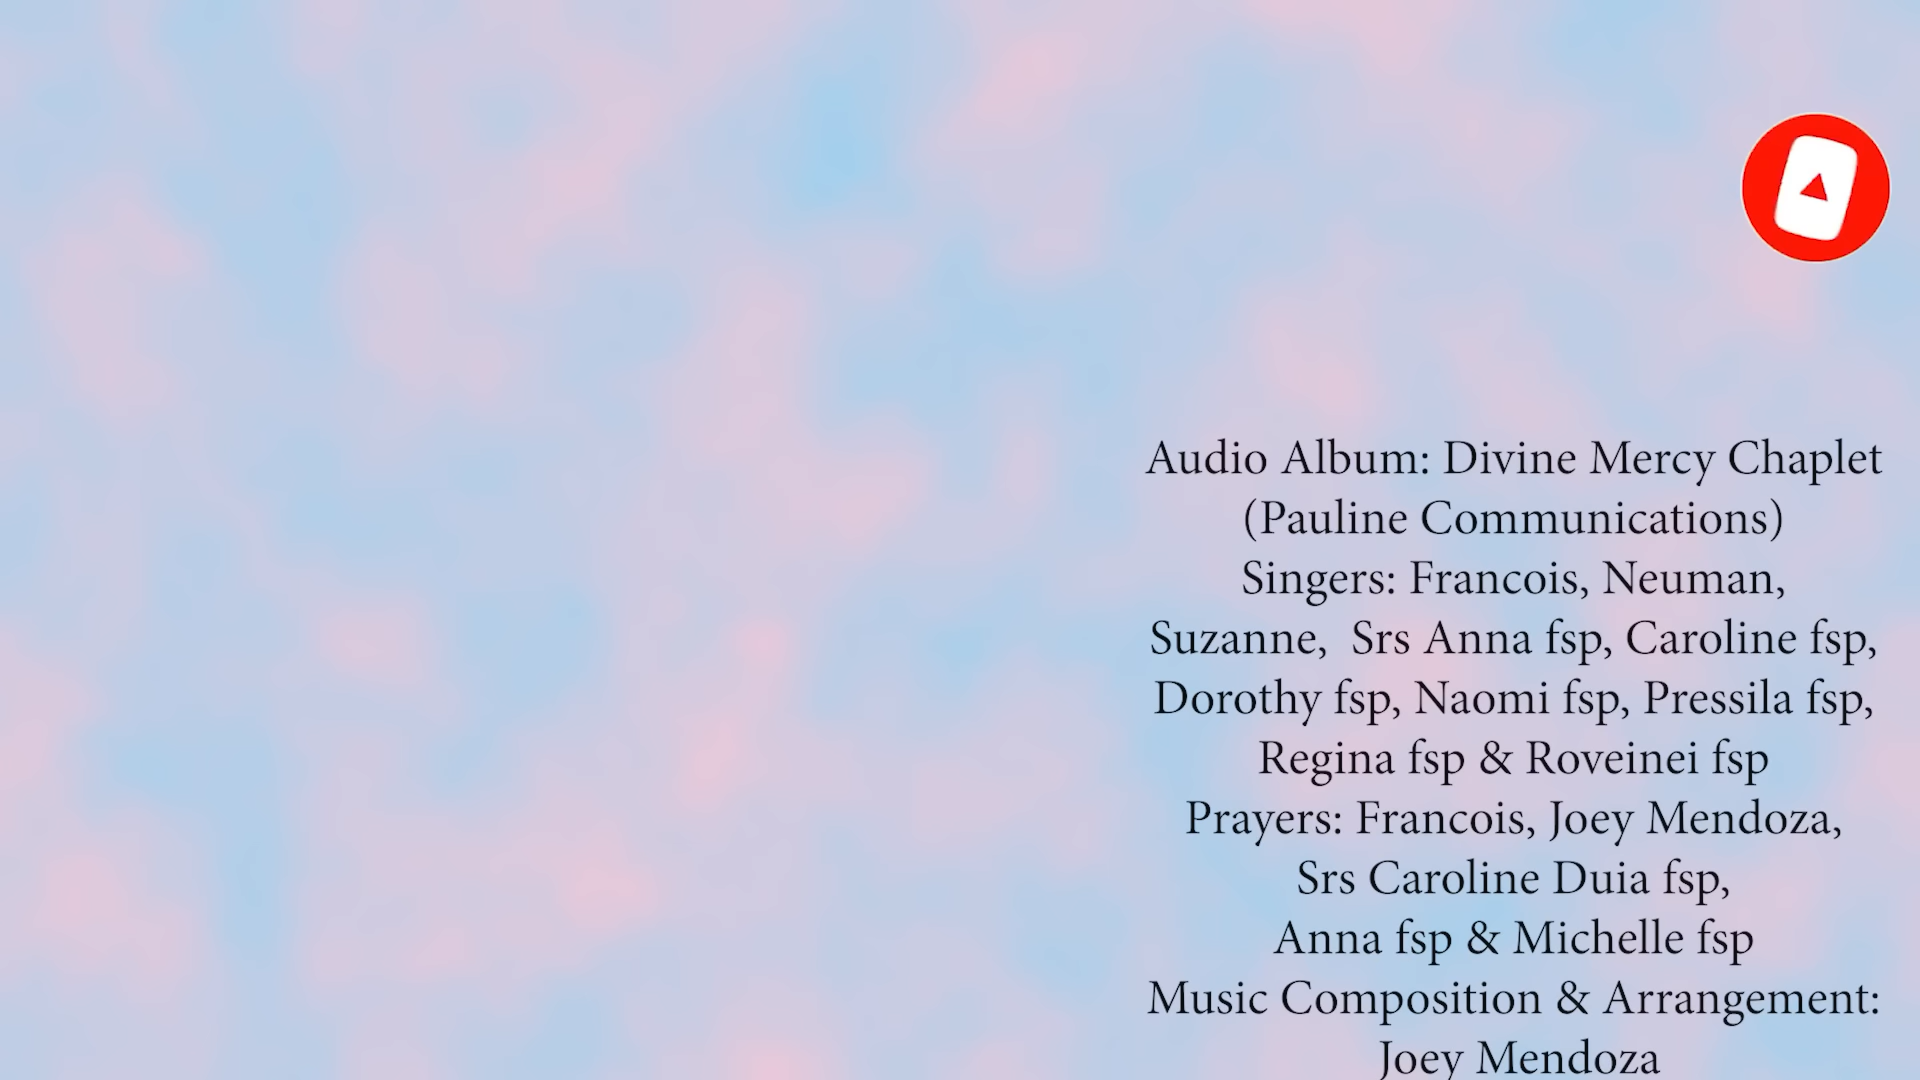 Audio Album: Divine Mercy Chaplet
(Pauline Communications)
Singers: Francois, Neuman,
Suzanne,  Srs Anna fsp, Caroline fsp,
Dorothy fsp, Naomi fsp, Pressila fsp,
Regina fsp & Roveinei fsp
Prayers: Francois, Joey Mendoza,
Srs Caroline Duia fsp,
Anna fsp & Michelle fsp
Music Composition & Arrangement:
Joey Mendoza